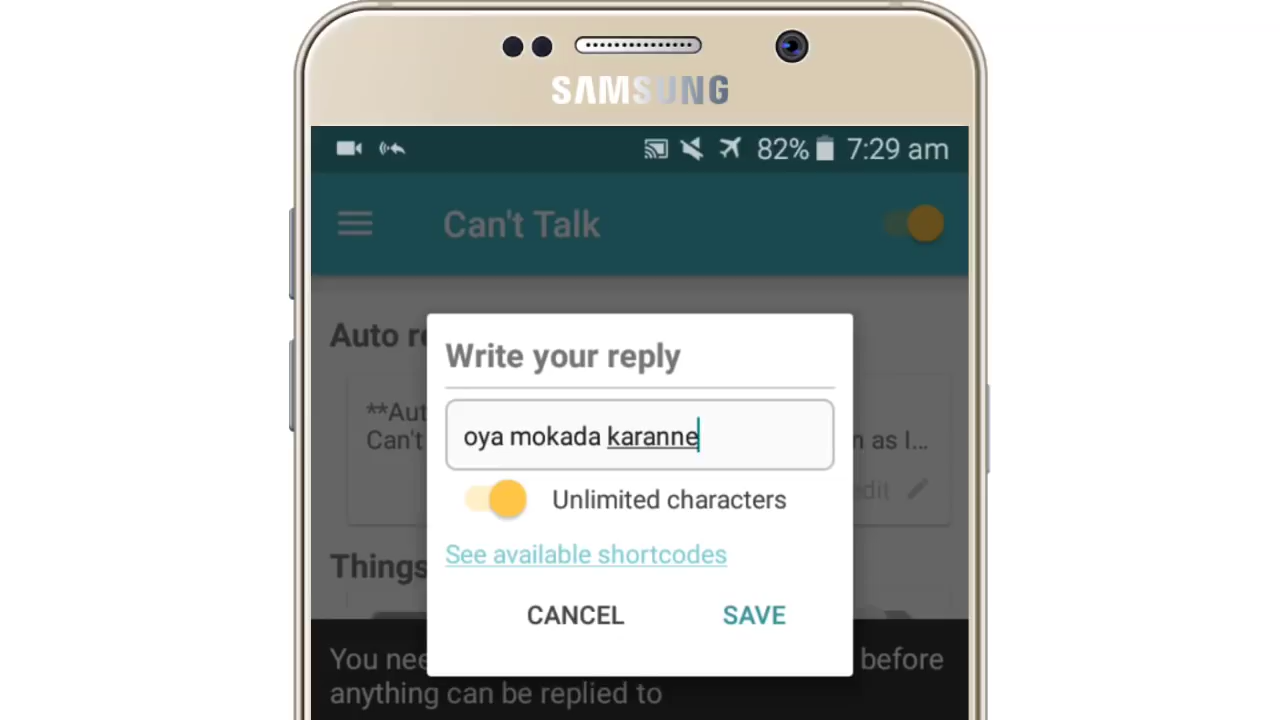 SAMSUNG
82% 7:29 am
Can't Talk
Auto re
**Aut
Can't n as I...
dit
Write your reply
oya mokada karanne
Unlimited characters
See available shortcodes
CANCEL SAVE
Things
You nee before
anything can be replied to